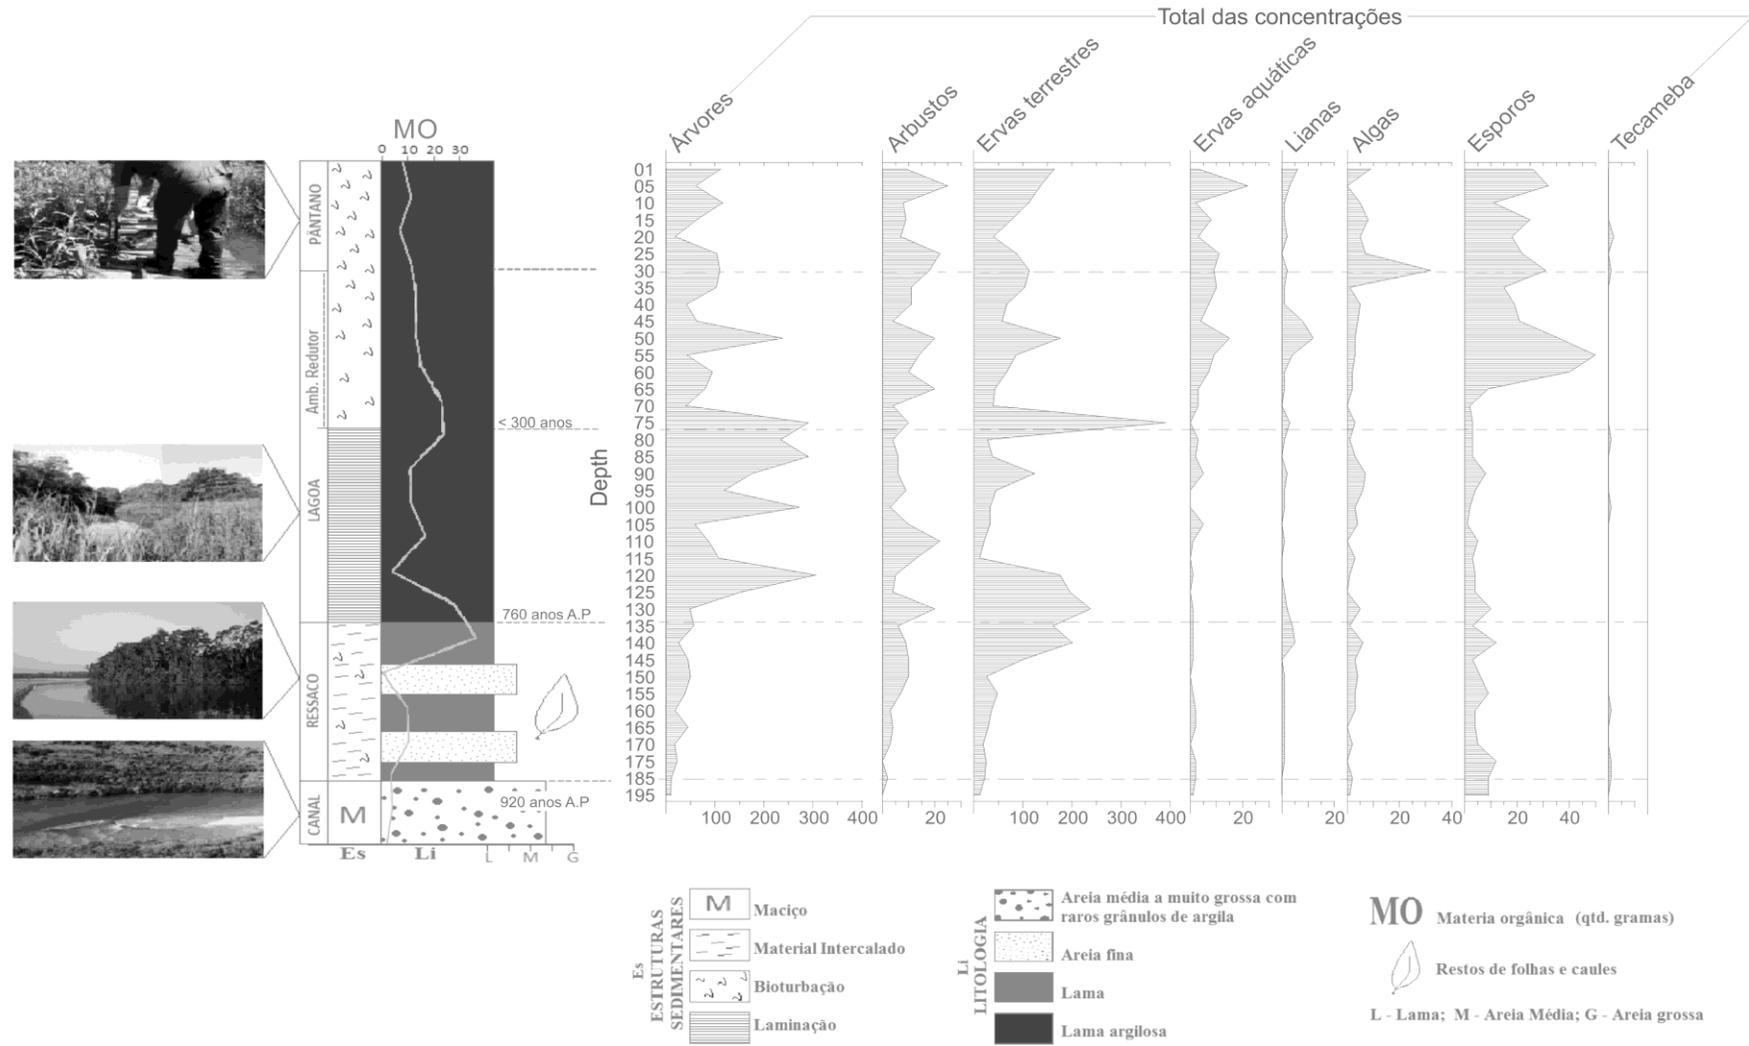 Total das concentrações
Árvores
Arbustos
Ervas terrestres
Ervas aquáticas
Lianas
Algas
Esporos
Tecameba
MO
0 10 20 30
PÂNTANO
Amb. Redutor
LAGOA
RESSACO
CANAL
< 300 anos
760 anos A.P
920 anos A.P
M
Es Li L M G
Depth
01
05
10
15
20
25
30
35
40
45
50
55
60
65
70
75
80
85
90
95
100
105
110
115
120
125
130
135
140
145
150
155
160
165
170
175
185
195
100 200 300 400 20 100 200 300 400 20 20 20 40 20 40
Es
ESTRUTURAS
SEDIMENTARES
M Maciço
Material Intercalado
Bioturbação
Laminação
Li
LITOLOGIA
Areia média a muito grossa com
raros grânulos de argila
Areia fina
Lama
Lama argilosa
MO Materia orgânica (qtd. gramas)
Restos de folhas e caules
L - Lama; M - Areia Média; G - Areia grossa